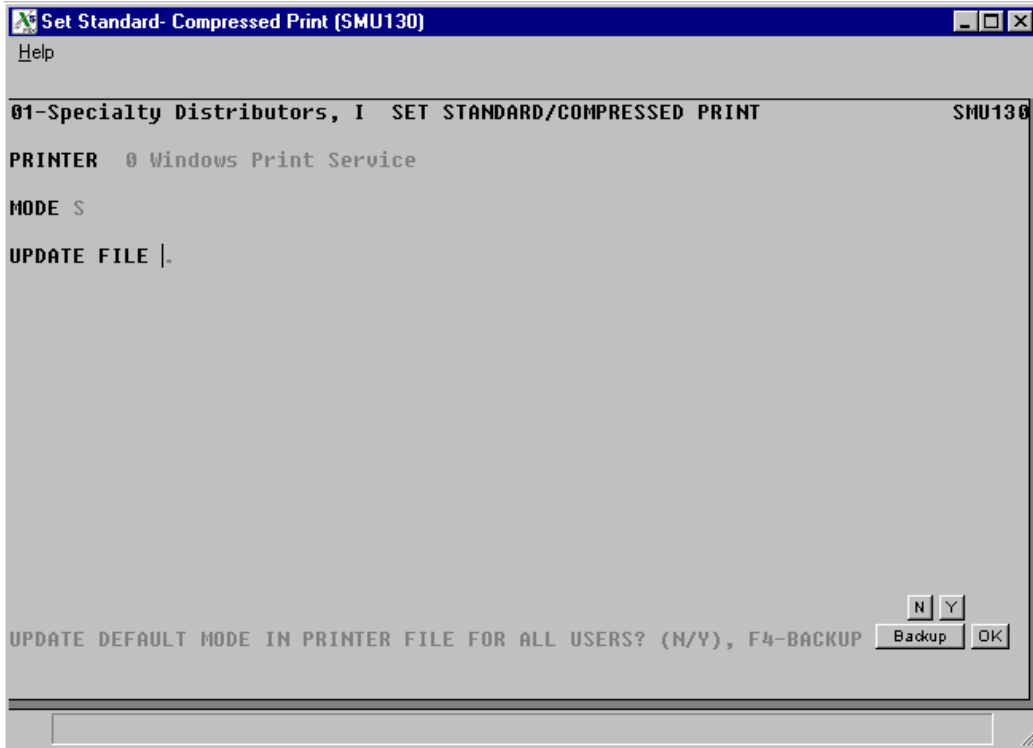 Set Standard- Compressed Print (SMU130)
Help
01-Specialty Distributors, I SET STANDARD/COMPRESSED PRINT SMU130
PRINTER 0 Windows Print Service
MODE S
UPDATE FILE .
N Y
UPDATE DEFAULT MODE IN PRINTER FILE FOR ALL USERS? (N/Y), F4-BACKUP Backup OK